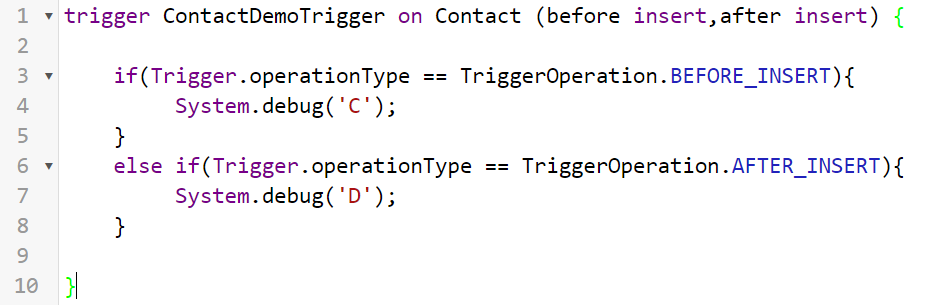 1 trigger ContactDemoTrigger on Contact (before insert,after insert) {
2
3 if(Trigger.operationType == TriggerOperation.BEFORE_INSERT){
4 System.debug('C');
5 }
6 else if(Trigger.operationType == TriggerOperation.AFTER_INSERT){
7 System.debug('D');
8 }
9
10 }